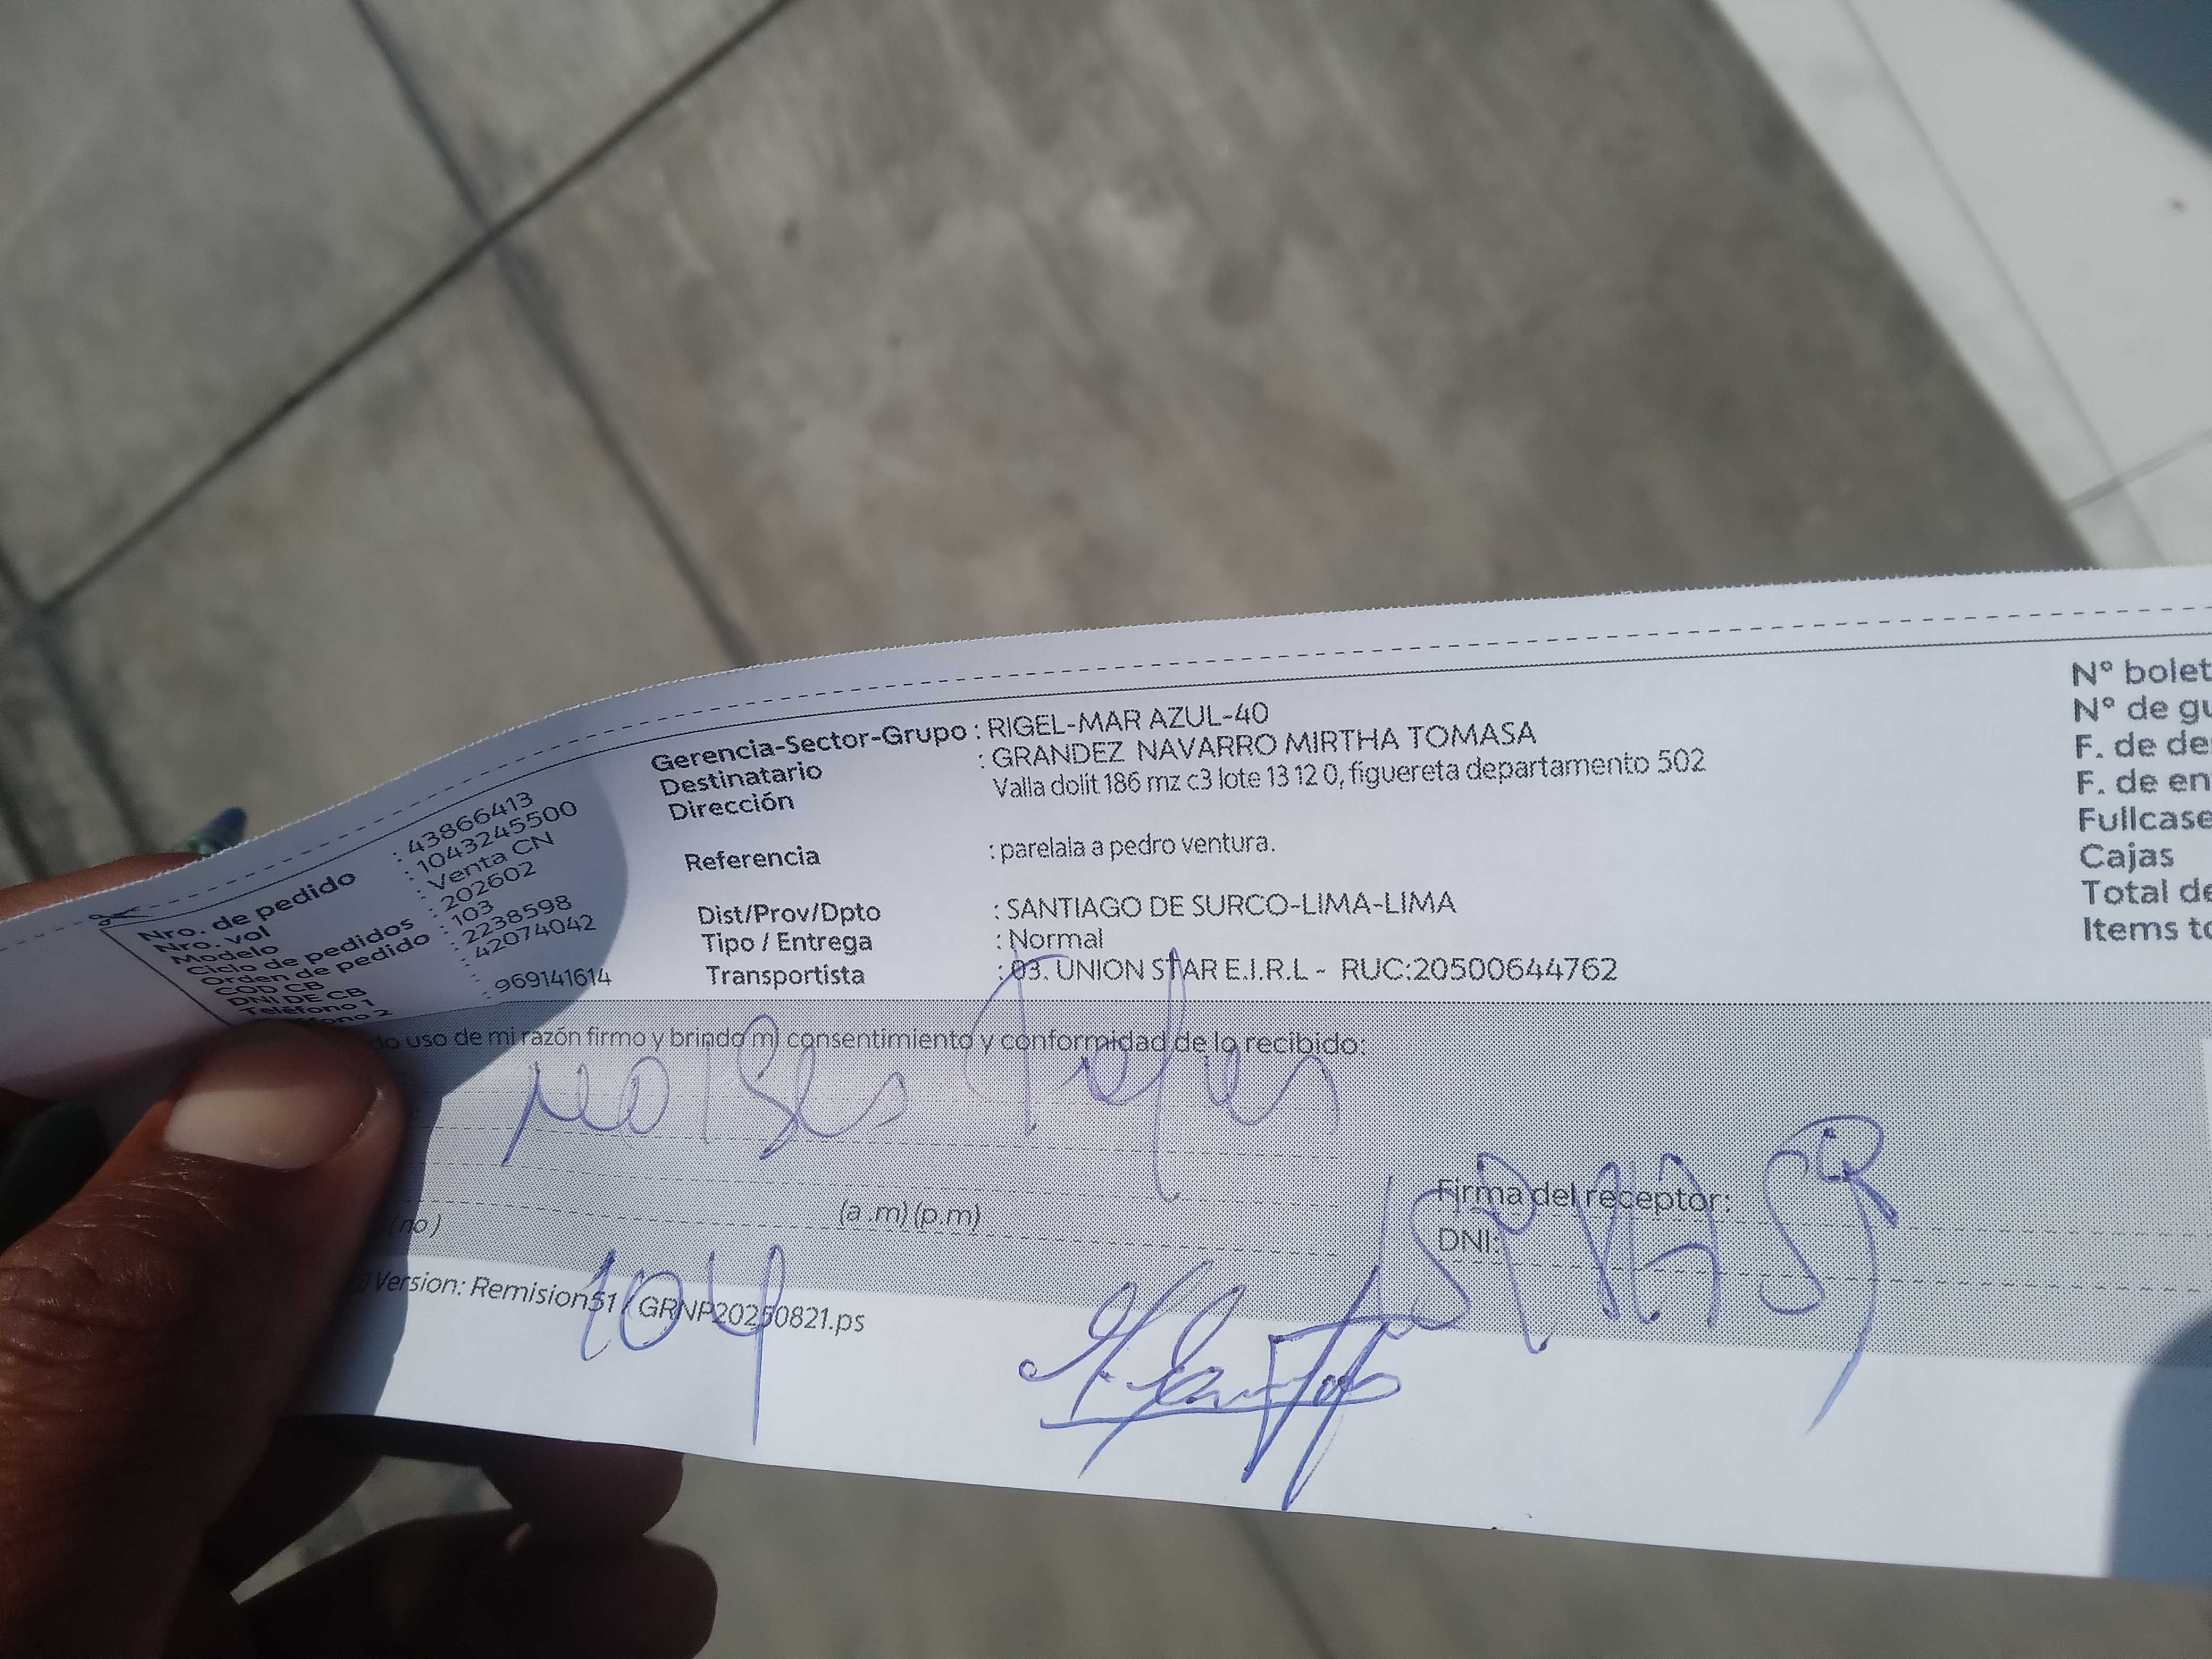 Nro. de pedido : 43866413
Nro. vol : 1043245500
Modelo : Venta CN
Ciclo de pedidos : 202602
Orden de pedido : 103
COD CB : 2238598
DNI DE CB : 42074042
Teléfono 1
: 969141614
Gerencia-Sector-Grupo : RIGEL-MAR AZUL-40
Destinatario : GRANDEZ NAVARRO MIRTHA TOMASA
Dirección Valla dolit 186 mz c3 lote 13 12 0, figuereta departamento 502
Referencia : parelala a pedro ventura.
Dist/Prov/Dpto : SANTIAGO DE SURCO-LIMA-LIMA
Tipo / Entrega : Normal
Transportista : 03. UNION STAR E.I.R.L - RUC:20500644762
N° bolet
N° de gu
F. de de
F. de en
Fullcase
Cajas
Total de
Items to
uso de mi razón firmo y brindo mi consentimiento y conformidad de lo recibido:
(no) (a.m) (p.m)
Firma del receptor:
DNI:
Version: Remision51 / GRNP20250821.ps
104